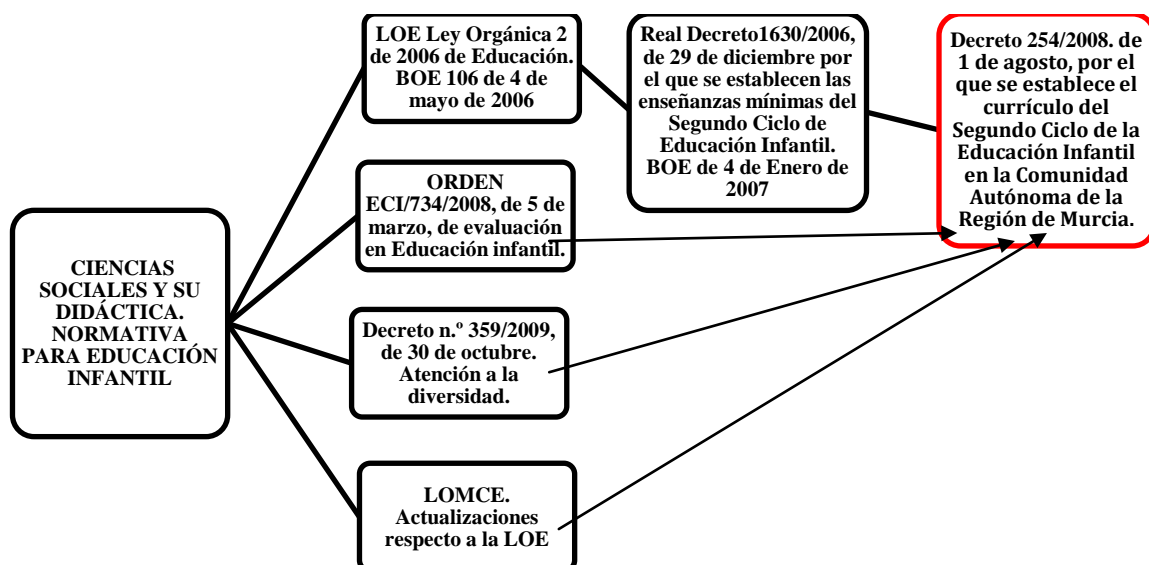 LOE Ley Orgánica 2
de 2006 de Educación.
BOE 106 de 4 de
mayo de 2006
Real Decreto1630/2006,
de 29 de diciembre por
el que se establecen las
enseñanzas mínimas del
Segundo Ciclo de
Educación Infantil.
BOE de 4 de Enero de
2007
Decreto 254/2008. de
1 de agosto, por el
que se establece el
currículo del
Segundo Ciclo de la
Educación Infantil
en la Comunidad
Autónoma de la
Región de Murcia.
ORDEN
ECI/734/2008, de 5 de
marzo, de evaluación
en Educación infantil.
CIENCIAS
SOCIALES Y SU
DIDÁCTICA.
NORMATIVA
PARA EDUCACIÓN
INFANTIL
Decreto n.º 359/2009,
de 30 de octubre.
Atención a la
diversidad.
LOMCE.
Actualizaciones
respecto a la LOE